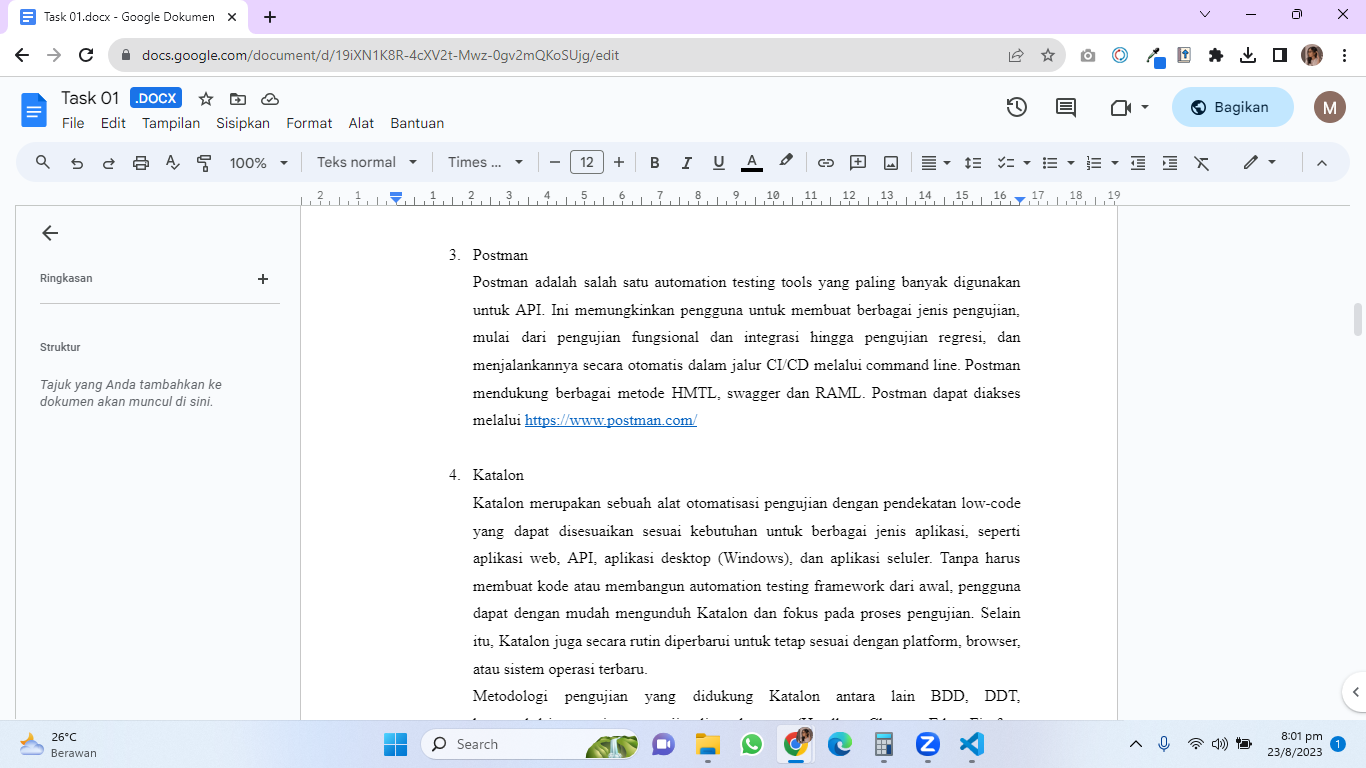 Task 01.docx - Google Dokumen
docs.google.com/document/d/19iXN1K8R-4cXV2t-Mwz-0gv2mQKoSUjg/edit
Task 01 .DOCX
File Edit Tampilan Sisipkan Format Alat Bantuan
Bagikan
M
100% Teks normal Times ... 12 B I U A
2 1 1 2 3 4 5 6 7 8 9 10 11 12 13 14 15 16 17 18 19
Ringkasan
Struktur
Tajuk yang Anda tambahkan ke
dokumen akan muncul di sini.
3. Postman
Postman adalah salah satu automation testing tools yang paling banyak digunakan
untuk API. Ini memungkinkan pengguna untuk membuat berbagai jenis pengujian,
mulai dari pengujian fungsional dan integrasi hingga pengujian regresi, dan
menjalankannya secara otomatis dalam jalur CI/CD melalui command line. Postman
mendukung berbagai metode HMTL, swagger dan RAML. Postman dapat diakses
melalui https://www.postman.com/
4. Katalon
Katalon merupakan sebuah alat otomatisasi pengujian dengan pendekatan low-code
yang dapat disesuaikan sesuai kebutuhan untuk berbagai jenis aplikasi, seperti
aplikasi web, API, aplikasi desktop (Windows), dan aplikasi seluler. Tanpa harus
membuat kode atau membangun automation testing framework dari awal, pengguna
dapat dengan mudah mengunduh Katalon dan fokus pada proses pengujian. Selain
itu, Katalon juga secara rutin diperbarui untuk tetap sesuai dengan platform, browser,
atau sistem operasi terbaru.
Metodologi pengujian yang didukung Katalon antara lain BDD, DDT,
26°C
Berawan
Search
8:01 pm
23/8/2023
1